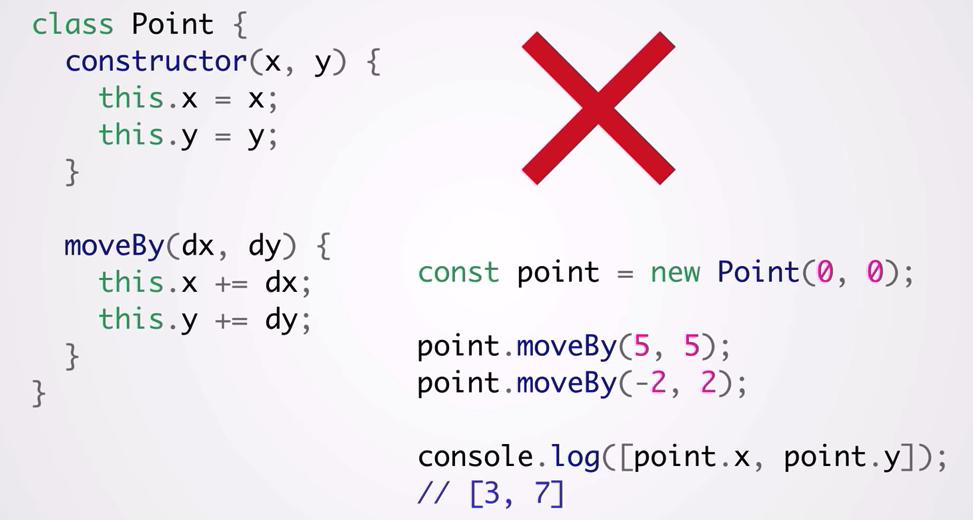 class Point {
  constructor(x, y) {
    this.x = x;
    this.y = y;
  }

  moveBy(dx, dy) {
    this.x += dx;
    this.y += dy;
  }
}

const point = new Point(0, 0);

point.moveBy(5, 5);
point.moveBy(-2, 2);

console.log([point.x, point.y]);
// [3, 7]